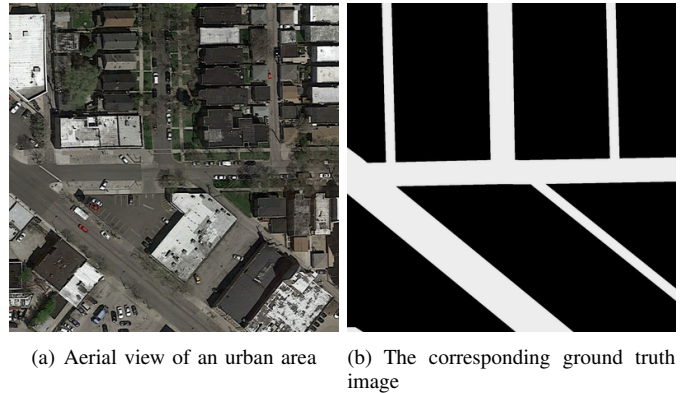 (a) Aerial view of an urban area
(b) The corresponding ground truth
image